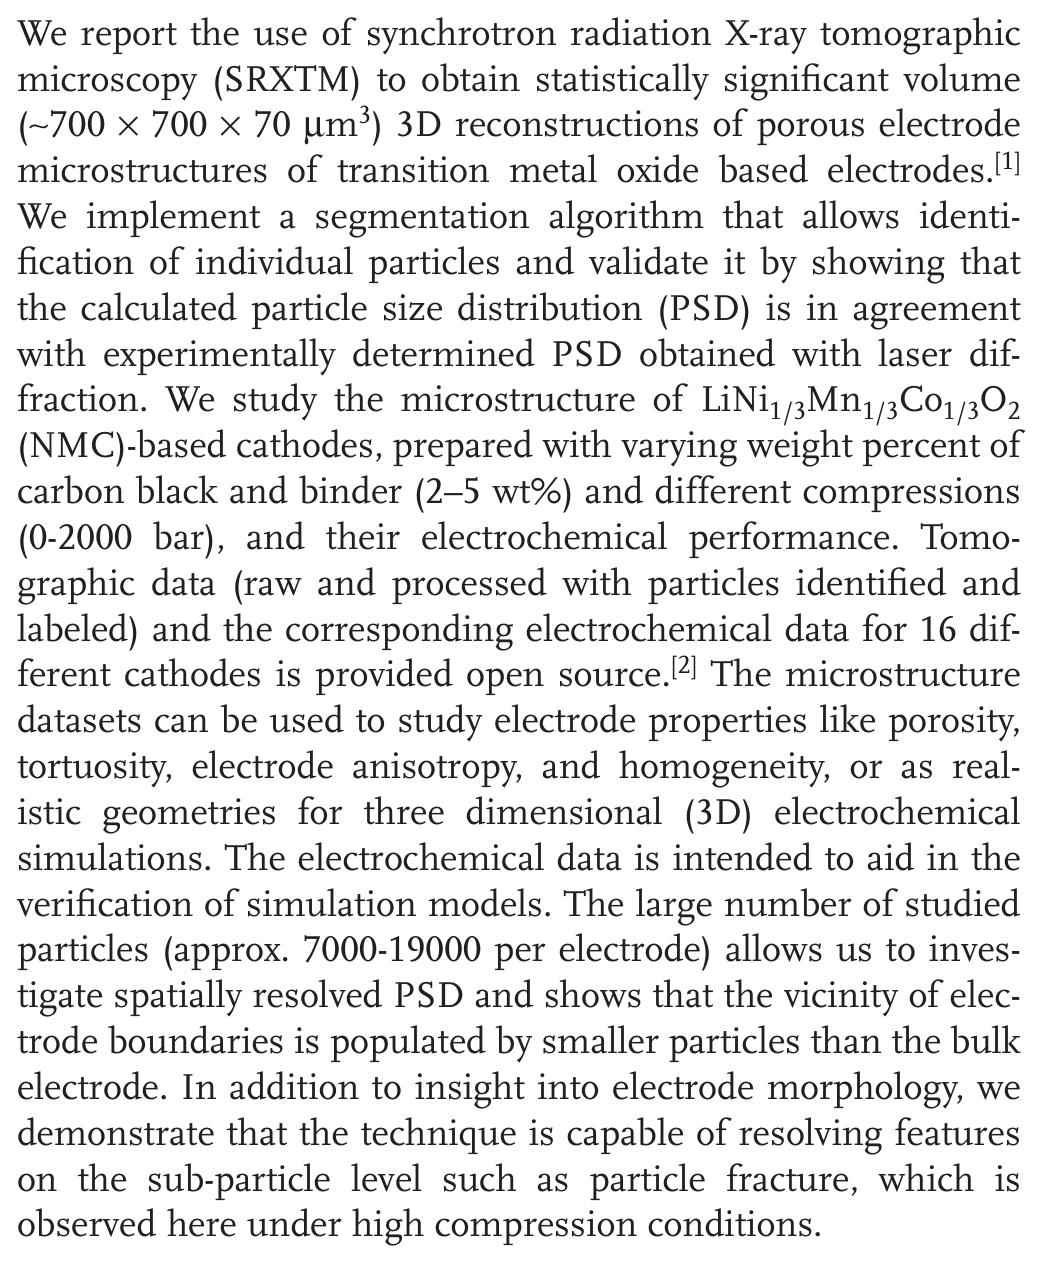 We report the use of synchrotron radiation X-ray tomographic
microscopy (SRXTM) to obtain statistically significant volume
(~700 × 700 × 70 μm³) 3D reconstructions of porous electrode
microstructures of transition metal oxide based electrodes.[1]
We implement a segmentation algorithm that allows identi-
fication of individual particles and validate it by showing that
the calculated particle size distribution (PSD) is in agreement
with experimentally determined PSD obtained with laser dif-
fraction. We study the microstructure of LiNi1/3Mn1/3Co1/3O2
(NMC)-based cathodes, prepared with varying weight percent of
carbon black and binder (2–5 wt%) and different compressions
(0-2000 bar), and their electrochemical performance. Tomo-
graphic data (raw and processed with particles identified and
labeled) and the corresponding electrochemical data for 16 dif-
ferent cathodes is provided open source.[2] The microstructure
datasets can be used to study electrode properties like porosity,
tortuosity, electrode anisotropy, and homogeneity, or as real-
istic geometries for three dimensional (3D) electrochemical
simulations. The electrochemical data is intended to aid in the
verification of simulation models. The large number of studied
particles (approx. 7000-19000 per electrode) allows us to inves-
tigate spatially resolved PSD and shows that the vicinity of elec-
trode boundaries is populated by smaller particles than the bulk
electrode. In addition to insight into electrode morphology, we
demonstrate that the technique is capable of resolving features
on the sub-particle level such as particle fracture, which is
observed here under high compression conditions.